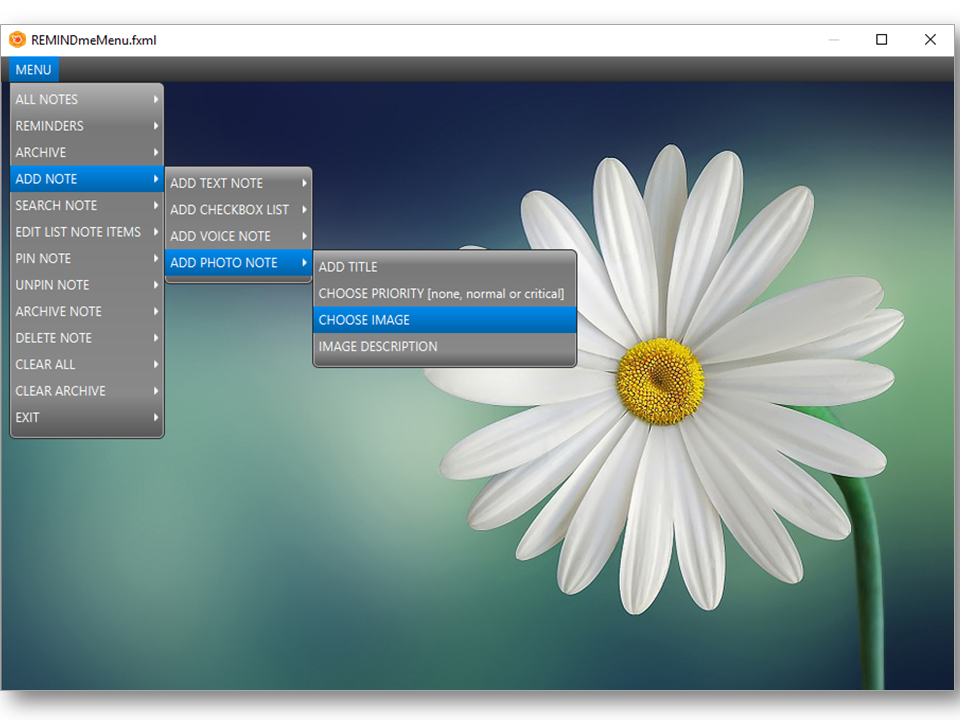 REMINDmeMenu.fxml
MENU
ALL NOTES
REMINDERS
ARCHIVE
ADD NOTE
SEARCH NOTE
EDIT LIST NOTE ITEMS
PIN NOTE
UNPIN NOTE
ARCHIVE NOTE
DELETE NOTE
CLEAR ALL
CLEAR ARCHIVE
EXIT
ADD TEXT NOTE
ADD CHECKBOX LIST
ADD VOICE NOTE
ADD PHOTO NOTE
ADD TITLE
CHOOSE PRIORITY [none, normal or critical]
CHOOSE IMAGE
IMAGE DESCRIPTION